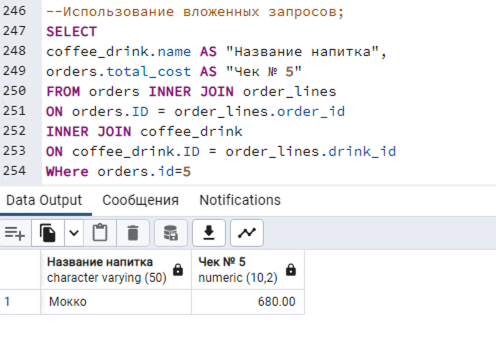 246 --Использование вложенных запросов;
247 SELECT
248 coffee_drink.name AS "Название напитка",
249 orders.total_cost AS "Чек № 5"
250 FROM orders INNER JOIN order_lines
251 ON orders.ID = order_lines.order_id
252 INNER JOIN coffee_drink
253 ON coffee_drink.ID = order_lines.drink_id
254 WHere orders.id=5
Data Output Сообщения Notifications
Название напитка Чек № 5
character varying (50) numeric (10,2)
1 Мокко 680.00